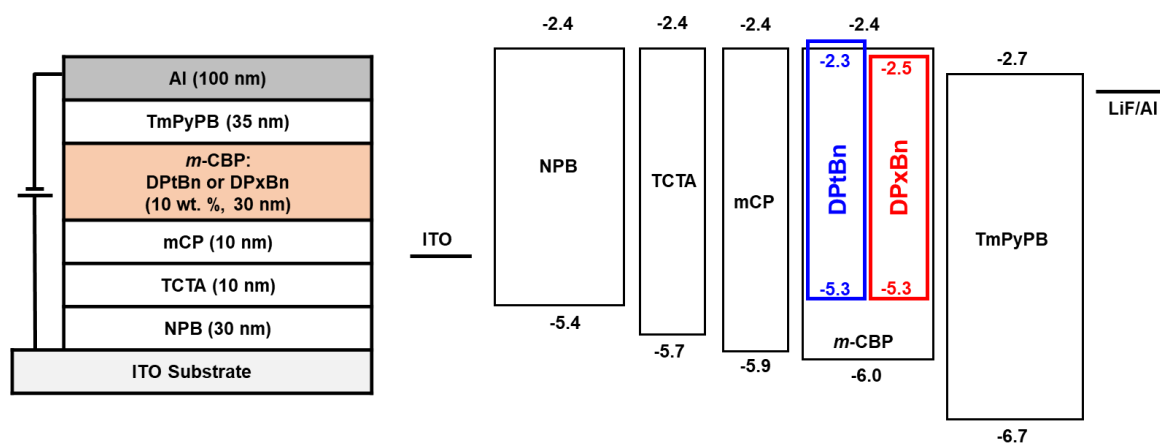 Al (100 nm)
TmPyPB (35 nm)
m-CBP:
DPtBn or DPxBn
(10 wt. %, 30 nm)
mCP (10 nm)
TCTA (10 nm)
NPB (30 nm)
ITO Substrate
ITO
-2.4
NPB
-5.4
-2.4
TCTA
-5.7
-2.4
mCP
-5.9
-2.4
-2.3
DPtBn
-5.3
-2.5
DPxBn
-5.3
m-CBP
-6.0
-2.7
TmPyPB
-6.7
LiF/Al